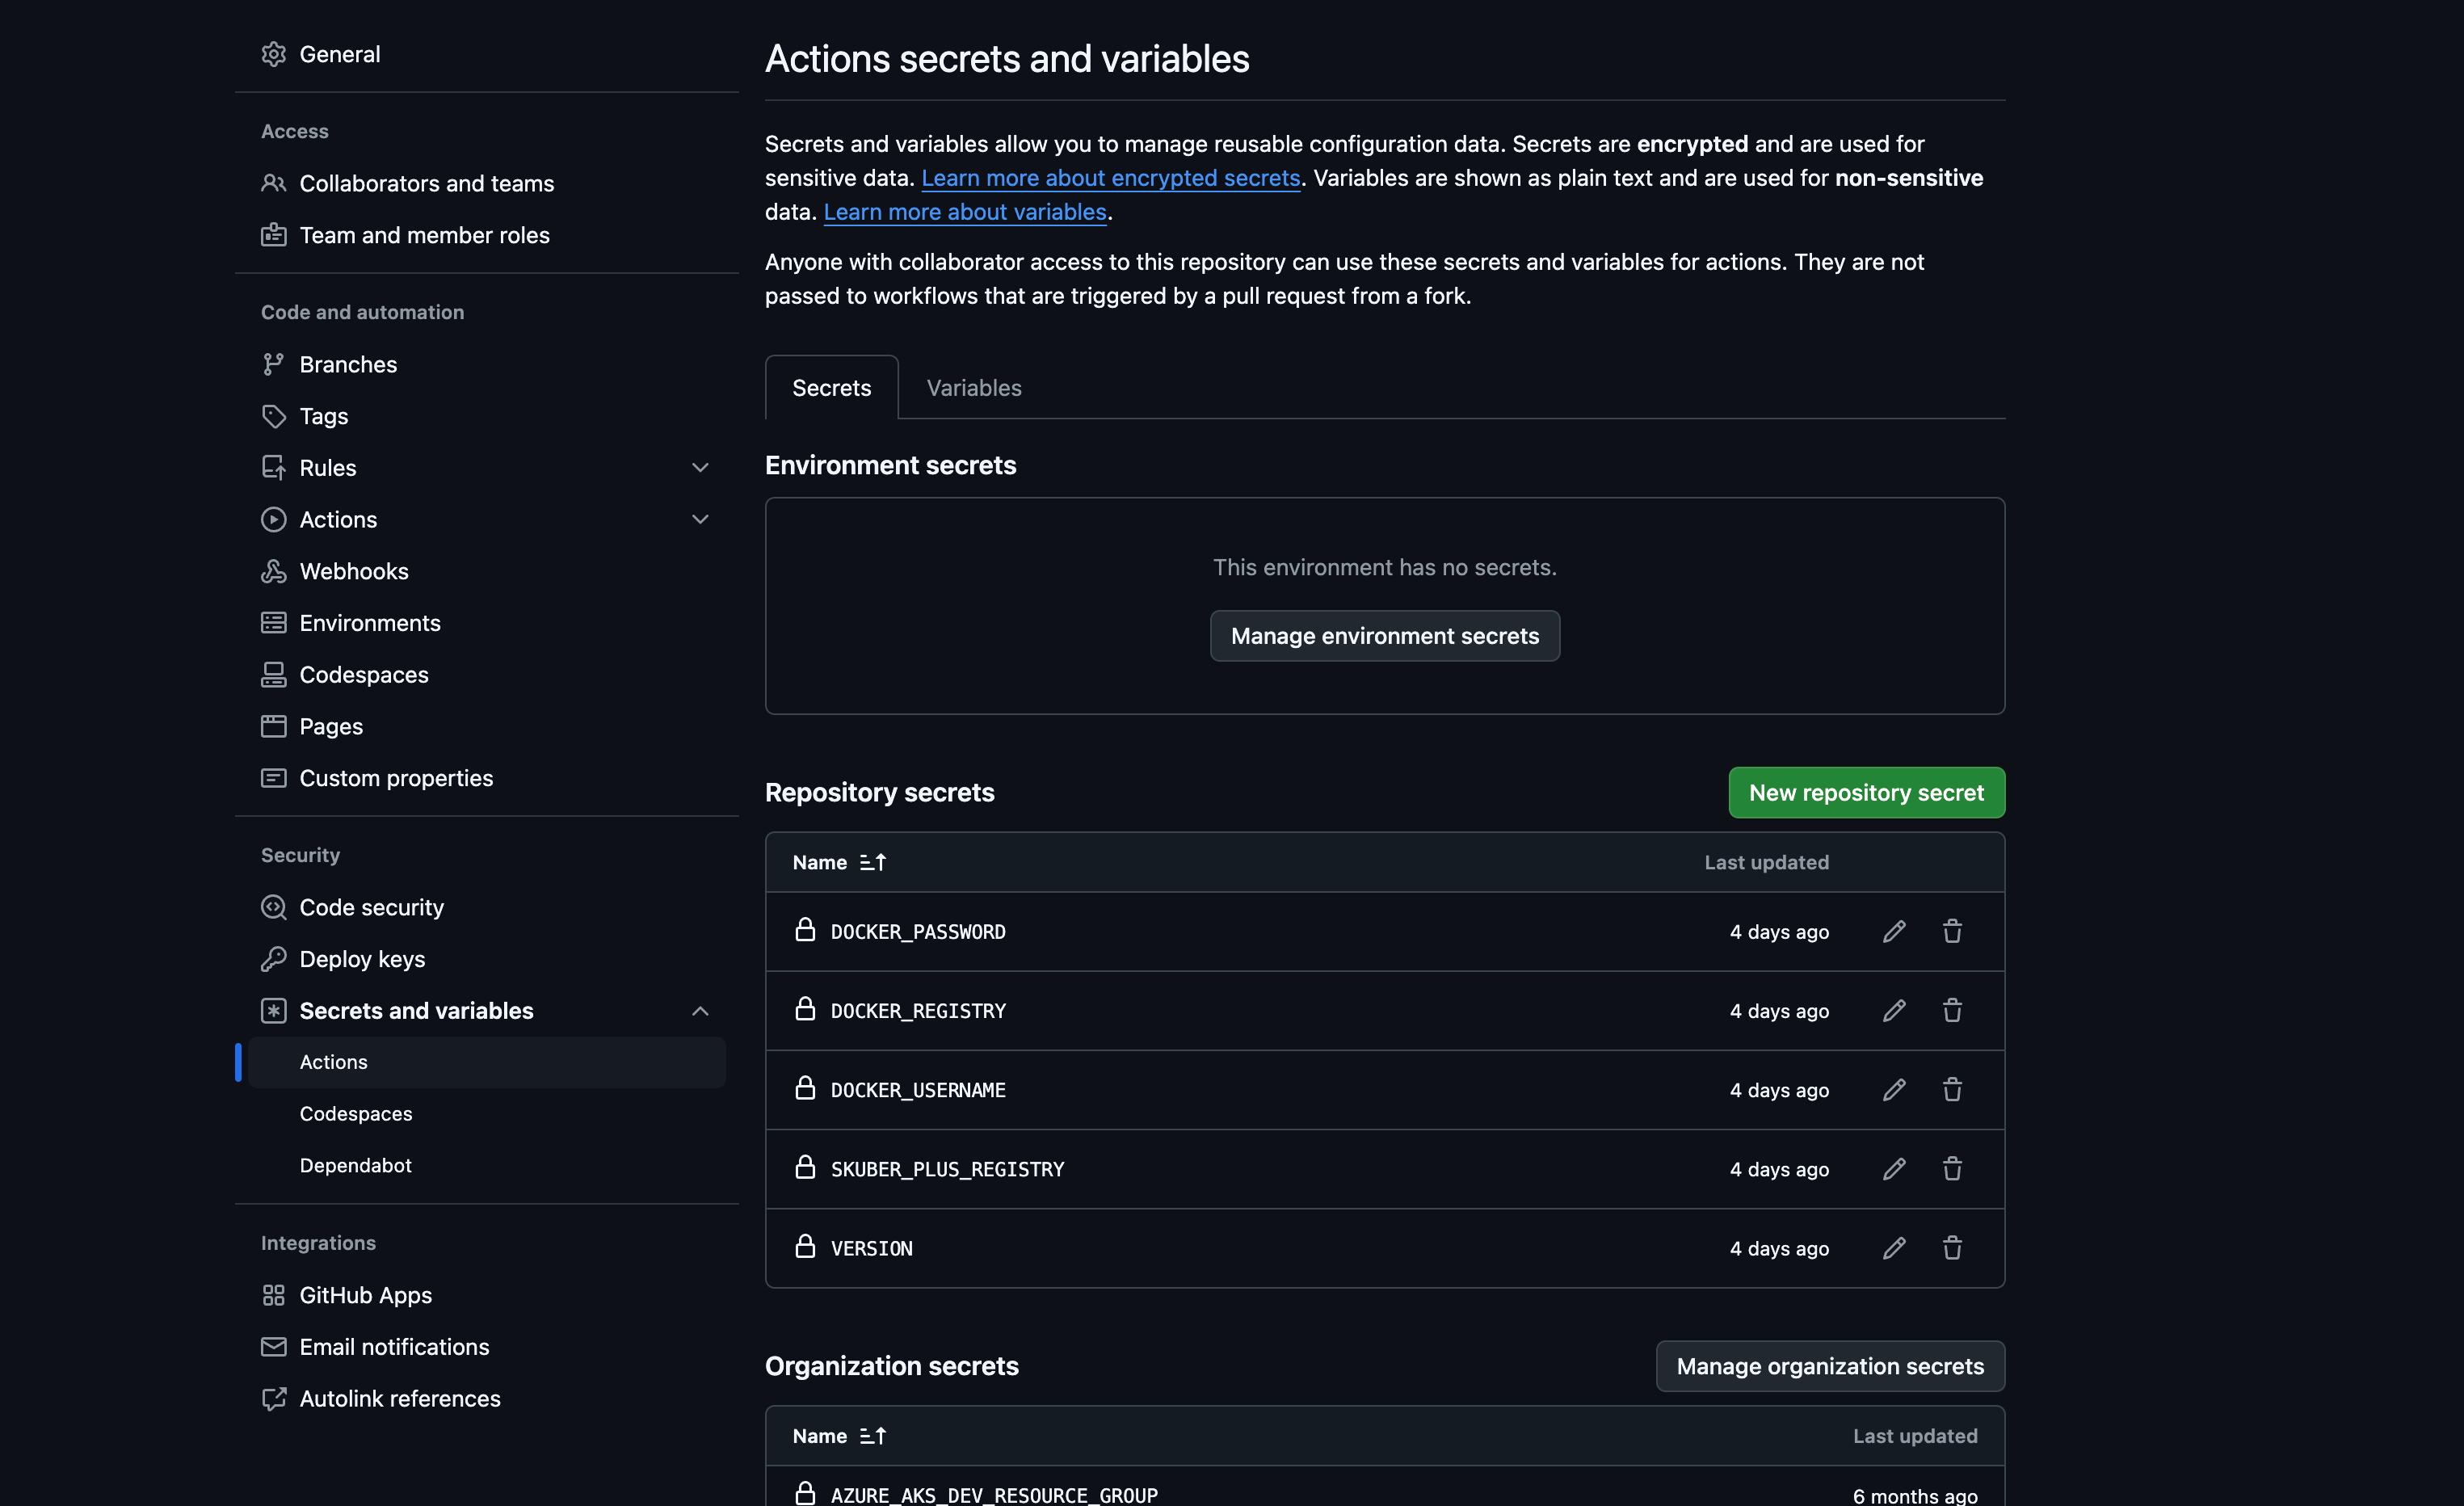 General
Access
Collaborators and teams
Team and member roles
Code and automation
Branches
Tags
Rules
Actions
Webhooks
Environments
Codespaces
Pages
Custom properties
Security
Code security
Deploy keys
Secrets and variables
Actions
Codespaces
Dependabot
Integrations
GitHub Apps
Email notifications
Autolink references
Actions secrets and variables
Secrets and variables allow you to manage reusable configuration data. Secrets are encrypted and are used for
sensitive data. Learn more about encrypted secrets. Variables are shown as plain text and are used for non-sensitive
data. Learn more about variables.
Anyone with collaborator access to this repository can use these secrets and variables for actions. They are not
passed to workflows that are triggered by a pull request from a fork.
Secrets Variables
Environment secrets
This environment has no secrets.
Manage environment secrets
Repository secrets New repository secret
Name Last updated
DOCKER_PASSWORD 4 days ago
DOCKER_REGISTRY 4 days ago
DOCKER_USERNAME 4 days ago
SKUBER_PLUS_REGISTRY 4 days ago
VERSION 4 days ago
Organization secrets Manage organization secrets
Name Last updated
AZURE_AKS_DEV_RESOURCE_GROUP 6 months ago